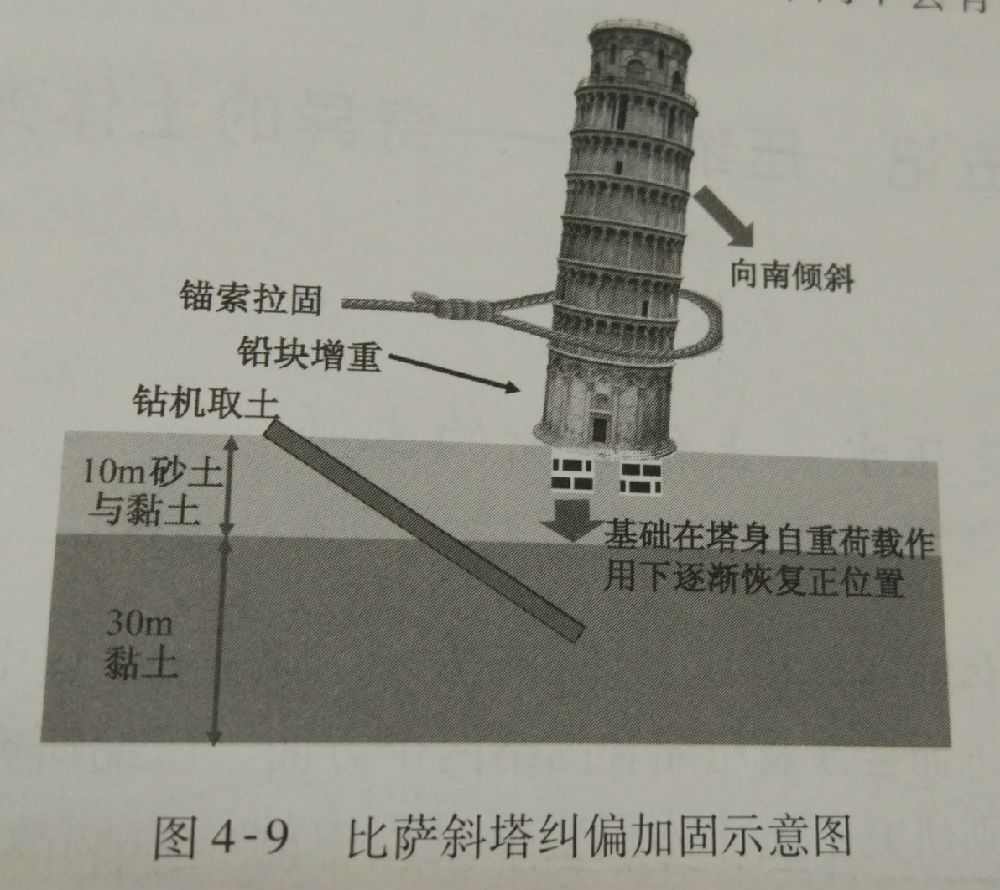 向南倾斜
锚索拉固
铅块增重
钻机取土
10m砂土
与黏土
基础在塔身自重荷载作
用下逐渐恢复正位置
30m
黏土
图4-9 比萨斜塔纠偏加固示意图